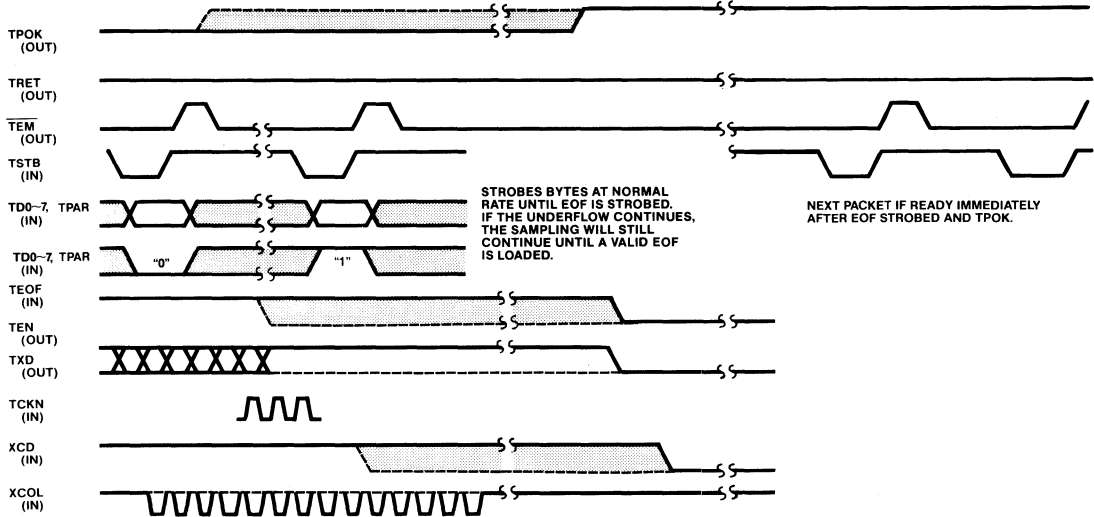 TPOK
(OUT)
TRET
(OUT)
TEM
(OUT)
TSTB
(IN)
TD0~7, TPAR
(IN)
STROBES BYTES AT NORMAL
RATE UNTIL EOF IS STROBED.
IF THE UNDERFLOW CONTINUES,
THE SAMPLING WILL STILL
CONTINUE UNTIL A VALID EOF
IS LOADED.
NEXT PACKET IF READY IMMEDIATELY
AFTER EOF STROBED AND TPOK.
TD0~7, TPAR
(IN)
"0"
"1"
TEOF
(IN)
TEN
(OUT)
TXD
(OUT)
TCKN
(IN)
XCD
(IN)
XCOL
(IN)